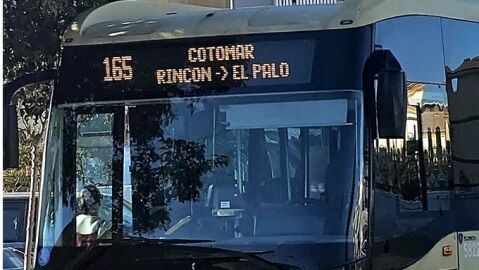 165
COTOMAR
RINCON -> EL PALO